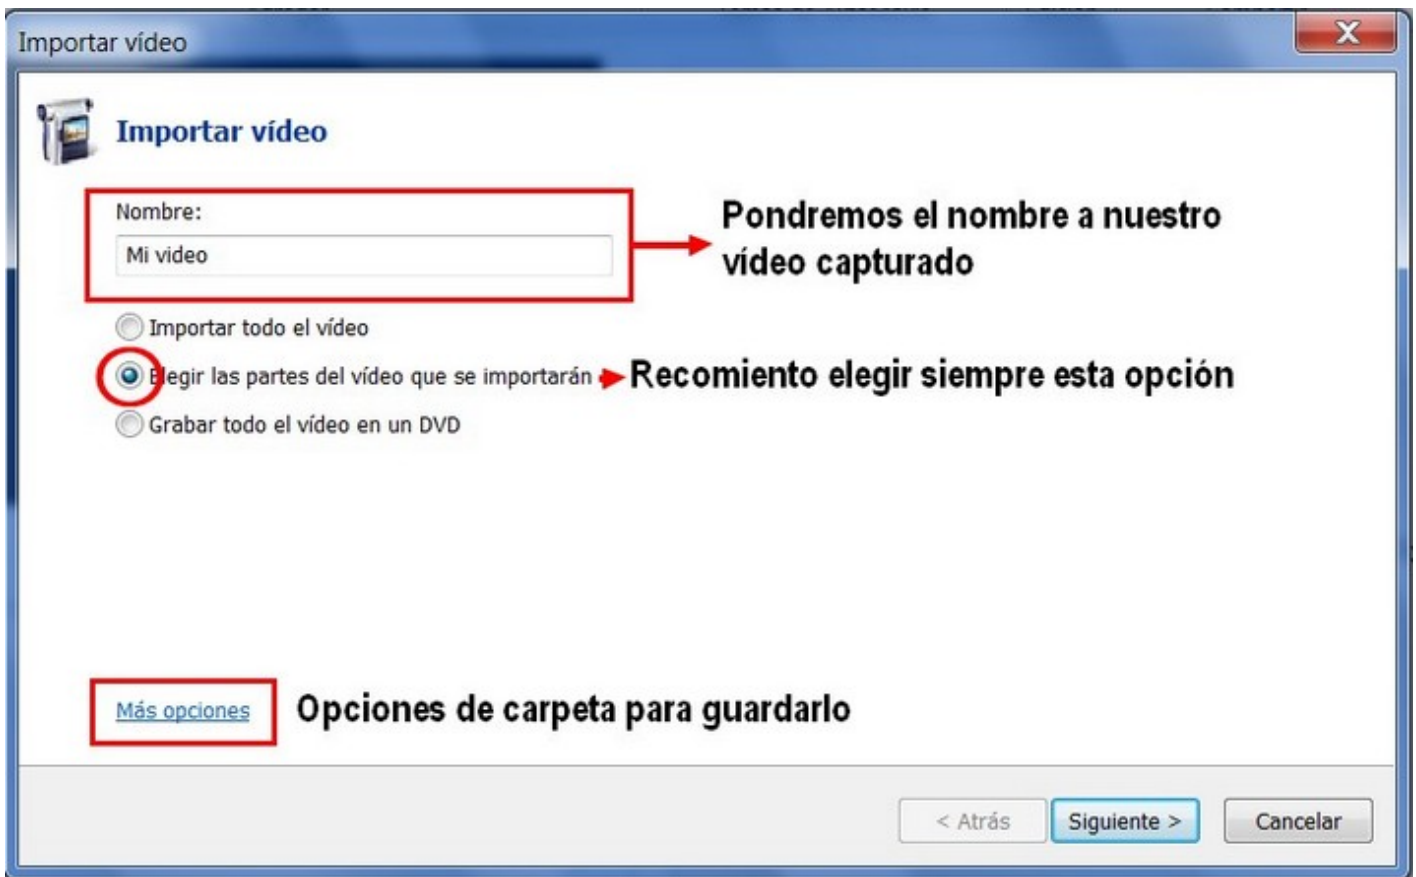 Importar vídeo
Importar vídeo
Nombre:
Mi video
Pondremos el nombre a nuestro
vídeo capturado
Importar todo el vídeo
Elegir las partes del vídeo que se importarán
Recomiento elegir siempre esta opción
Grabar todo el vídeo en un DVD
Más opciones
Opciones de carpeta para guardarlo
< Atrás
Siguiente >
Cancelar